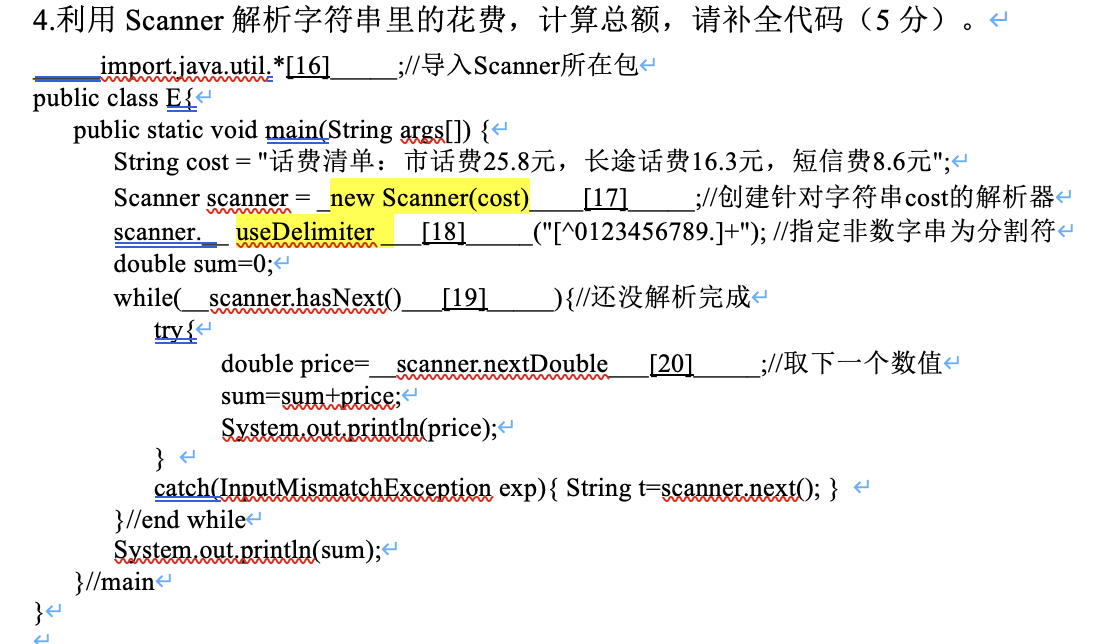 4.利用 Scanner 解析字符串里的花费，计算总额，请补全代码（5 分）。↵
______import.java.util.*[16]______;//导入Scanner所在包↵
public class E{↵
public static void main(String args[]) {↵
String cost = "话费清单：市话费25.8元，长途话费16.3元，短信费8.6元";↵
Scanner scanner = _new Scanner(cost)____[17]______;//创建针对字符串cost的解析器↵
scanner.__ useDelimiter ___[18]______("[^0123456789.]+"); //指定非数字串为分割符↵
double sum=0;↵
while(__scanner.hasNext()___[19]______){//还没解析完成↵
try{↵
double price=__scanner.nextDouble___[20]______;//取下一个数值↵
sum=sum+price;↵
System.out.println(price);↵
} ↵
catch(InputMismatchException exp){ String t=scanner.next(); } ↵
}//end while↵
System.out.println(sum);↵
}//main↵
}↵
↵